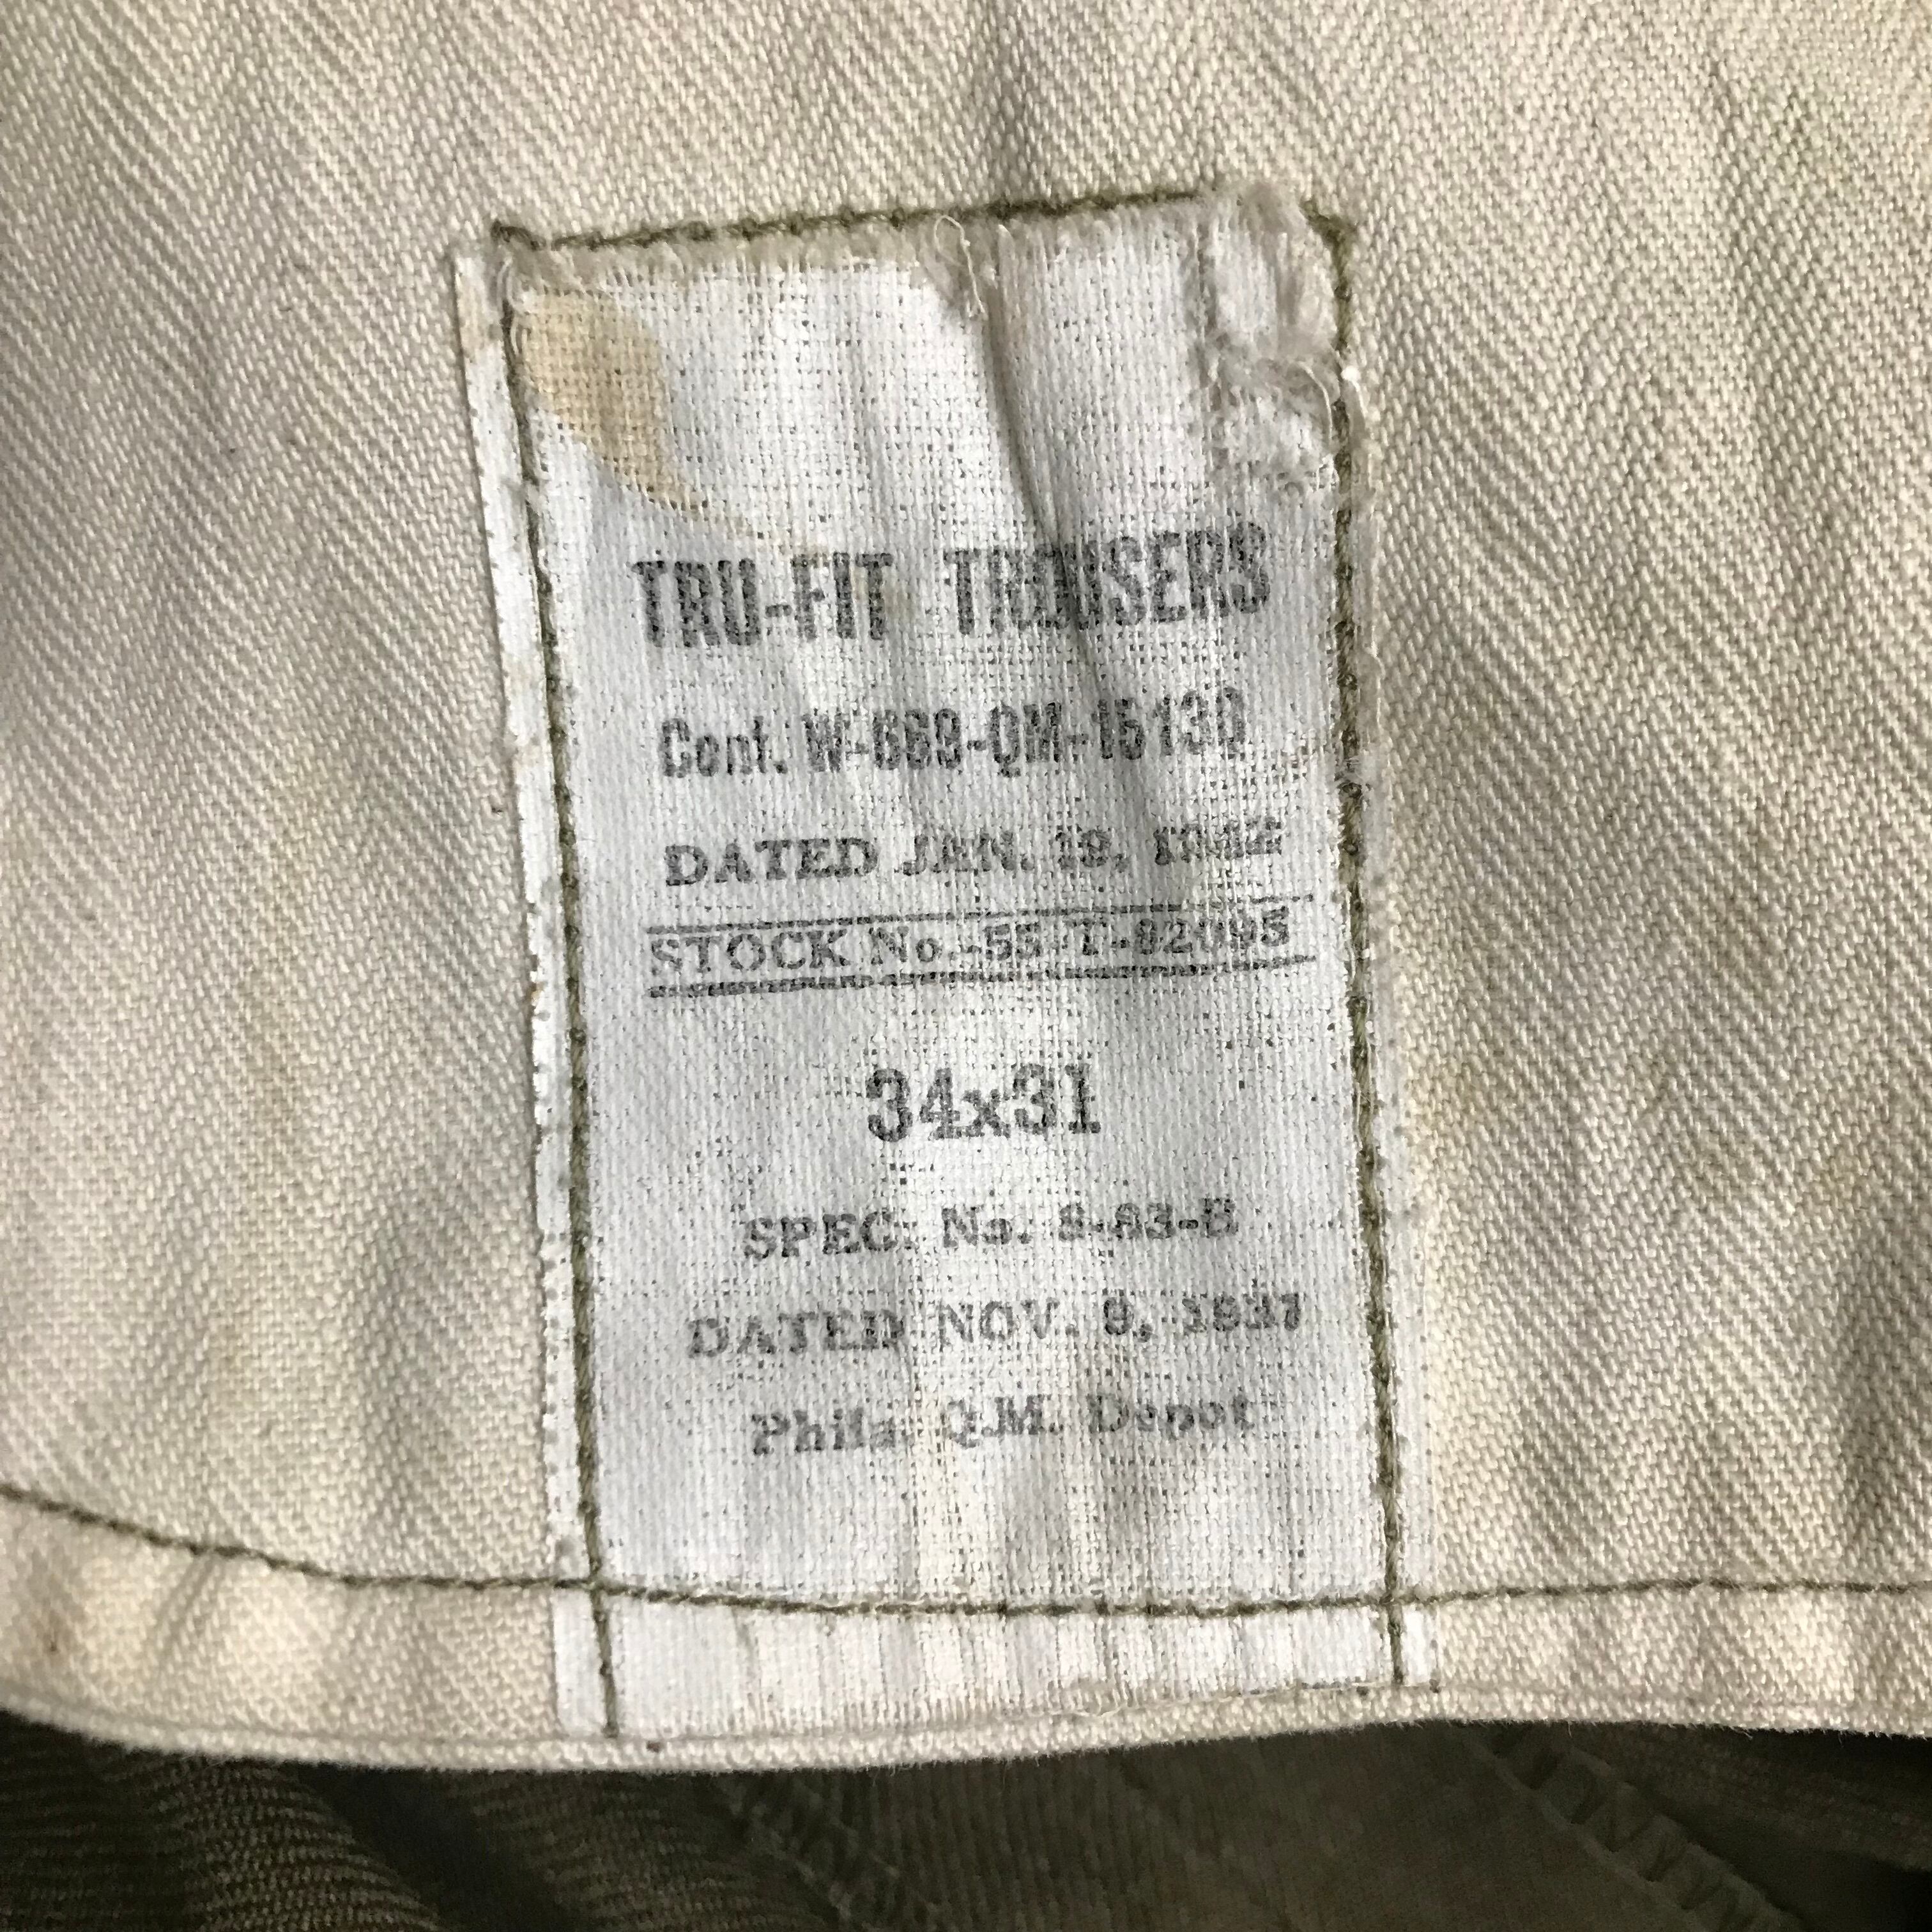 TRU-FIT TROUSERS
Cont. W-669-QM-15130
DATED JAN. 19, 1942
STOCK No.-55-T-82095
34x31
SPEC. No. 8-83-B
DATED NOV. 9, 1937
Phila. Q.M. Depot